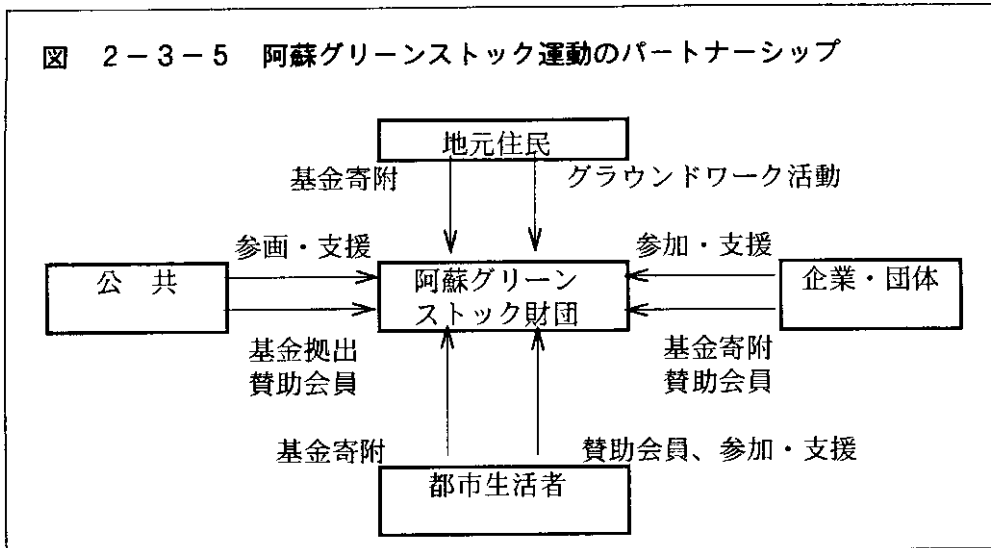 図 2-3-5 阿蘇グリーンストック運動のパートナーシップ
地元住民
基金寄附
グラウンドワーク活動
参画・支援
参加・支援
公 共
阿蘇グリーン
ストック財団
企業・団体
基金拠出
賛助会員
基金寄附
賛助会員
基金寄附
賛助会員、参加・支援
都市生活者